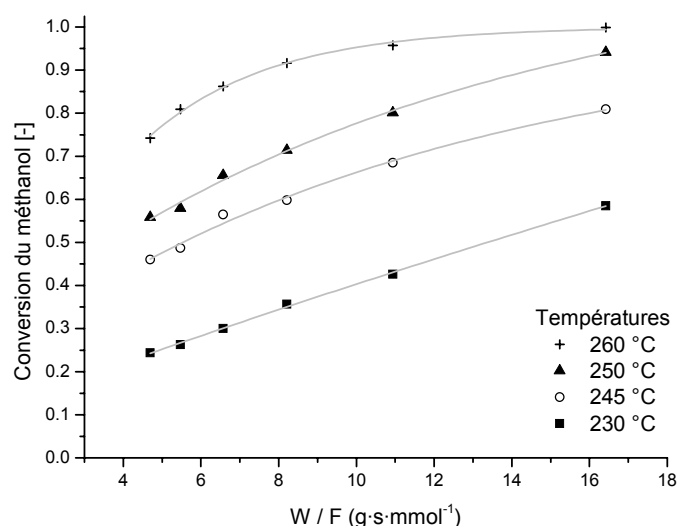 1.0
0.9
0.8
0.7
0.6
0.5
0.4
0.3
0.2
0.1
0.0
Conversion du méthanol [-]
Températures
260 °C
250 °C
245 °C
230 °C
4 6 8 10 12 14 16 18
W / F (g·s·mmol⁻¹)